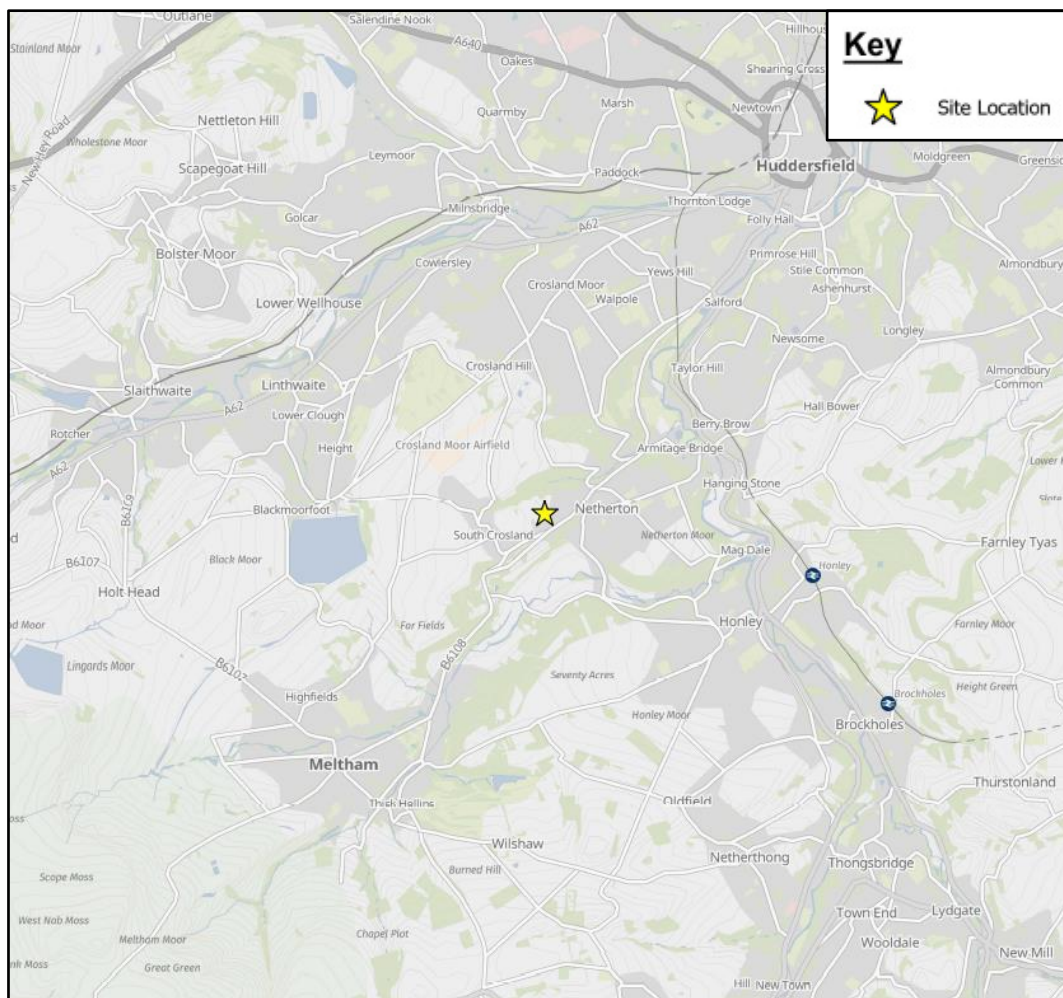 Outlane
Salendine Nook
Stainland Moor
A640
Oakes
Hillhous
Shearing Cross
Key
Site Location
Quarmby
Marsh
Newtown
Nettleton Hill
New Hey Road
Wholestone Moor
Leymoor
Scapegoat Hill
Paddock
Huddersfield
Moldgreen
Greensid
Golcar
Milnsbridge
Thornton Lodge
Folly Hall
A62
Bolster Moor
Cowlersley
Primrose Hill
Almondbury
Yews Hill
Stile Common
Crosland Moor
Ashenhurst
Lower Wellhouse
Walpole
Salford
Longley
Newsome
Crosland Hill
Taylor Hill
Almondbury
Common
Slaithwaite
Linthwaite
A62
Lower Clough
Hall Bower
Rotcher
Berry Brow
Height
Crosland Moor Airfield
Armitage Bridge
A62
Hanging Stone
B6109
Blackmoorfoot
Netherton
South Crosland
Netherton Moor
Farnley Tyas
B6107
Black Moor
Mag Dale
Honley
Holt Head
Far Fields
Honley
Farnley Moor
B6108
Lingards Moor
B6107
Seventy Acres
Highfields
Height Green
Brockholes
Honley Moor
Brockholes
Meltham
Thurstonland
Thick Hollins
Oldfield
Wilshaw
Netherthong
Thongsbridge
Burned Hill
Scope Moss
Town End
Lydgate
West Nab Moss
Chapel Plat
Meltham Moor
Wooldale
New Mill
Great Green
Hill
New Town